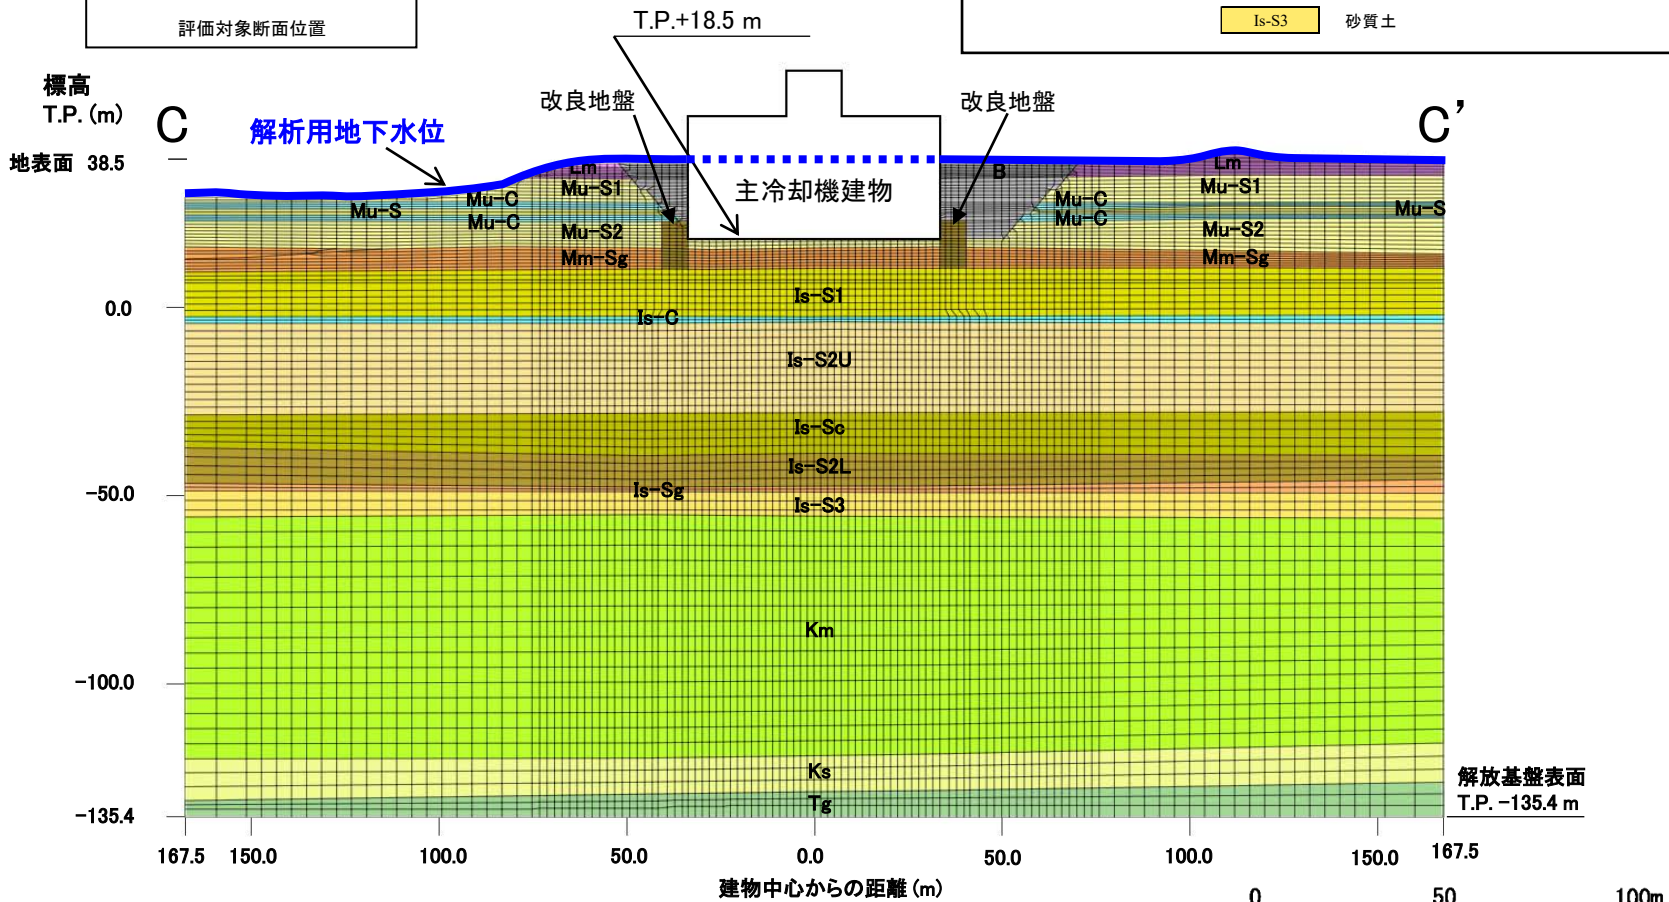 評価対象断面位置
T.P.+18.5 m
Is-S3 砂質土
標高
T.P. (m)
C
C’
改良地盤
改良地盤
解析用地下水位
地表面 38.5
Lm
B
Lm
Mu-S1
主冷却機建物
Mu-S1
Mu-C
Mu-C
Mu-S
Mu-S
Mu-C
Mu-C
Mu-S2
Mu-S2
Mm-Sg
Mm-Sg
Is-S1
0.0
Is-C
Is-S2U
Is-Sc
Is-S2L
Is-Sg
-50.0
Is-S3
Km
-100.0
Ks
解放基盤表面
T.P. -135.4 m
Tg
-135.4
167.5 150.0 100.0 50.0 0.0 50.0 100.0 150.0 167.5
建物中心からの距離 (m)
0 50 100m